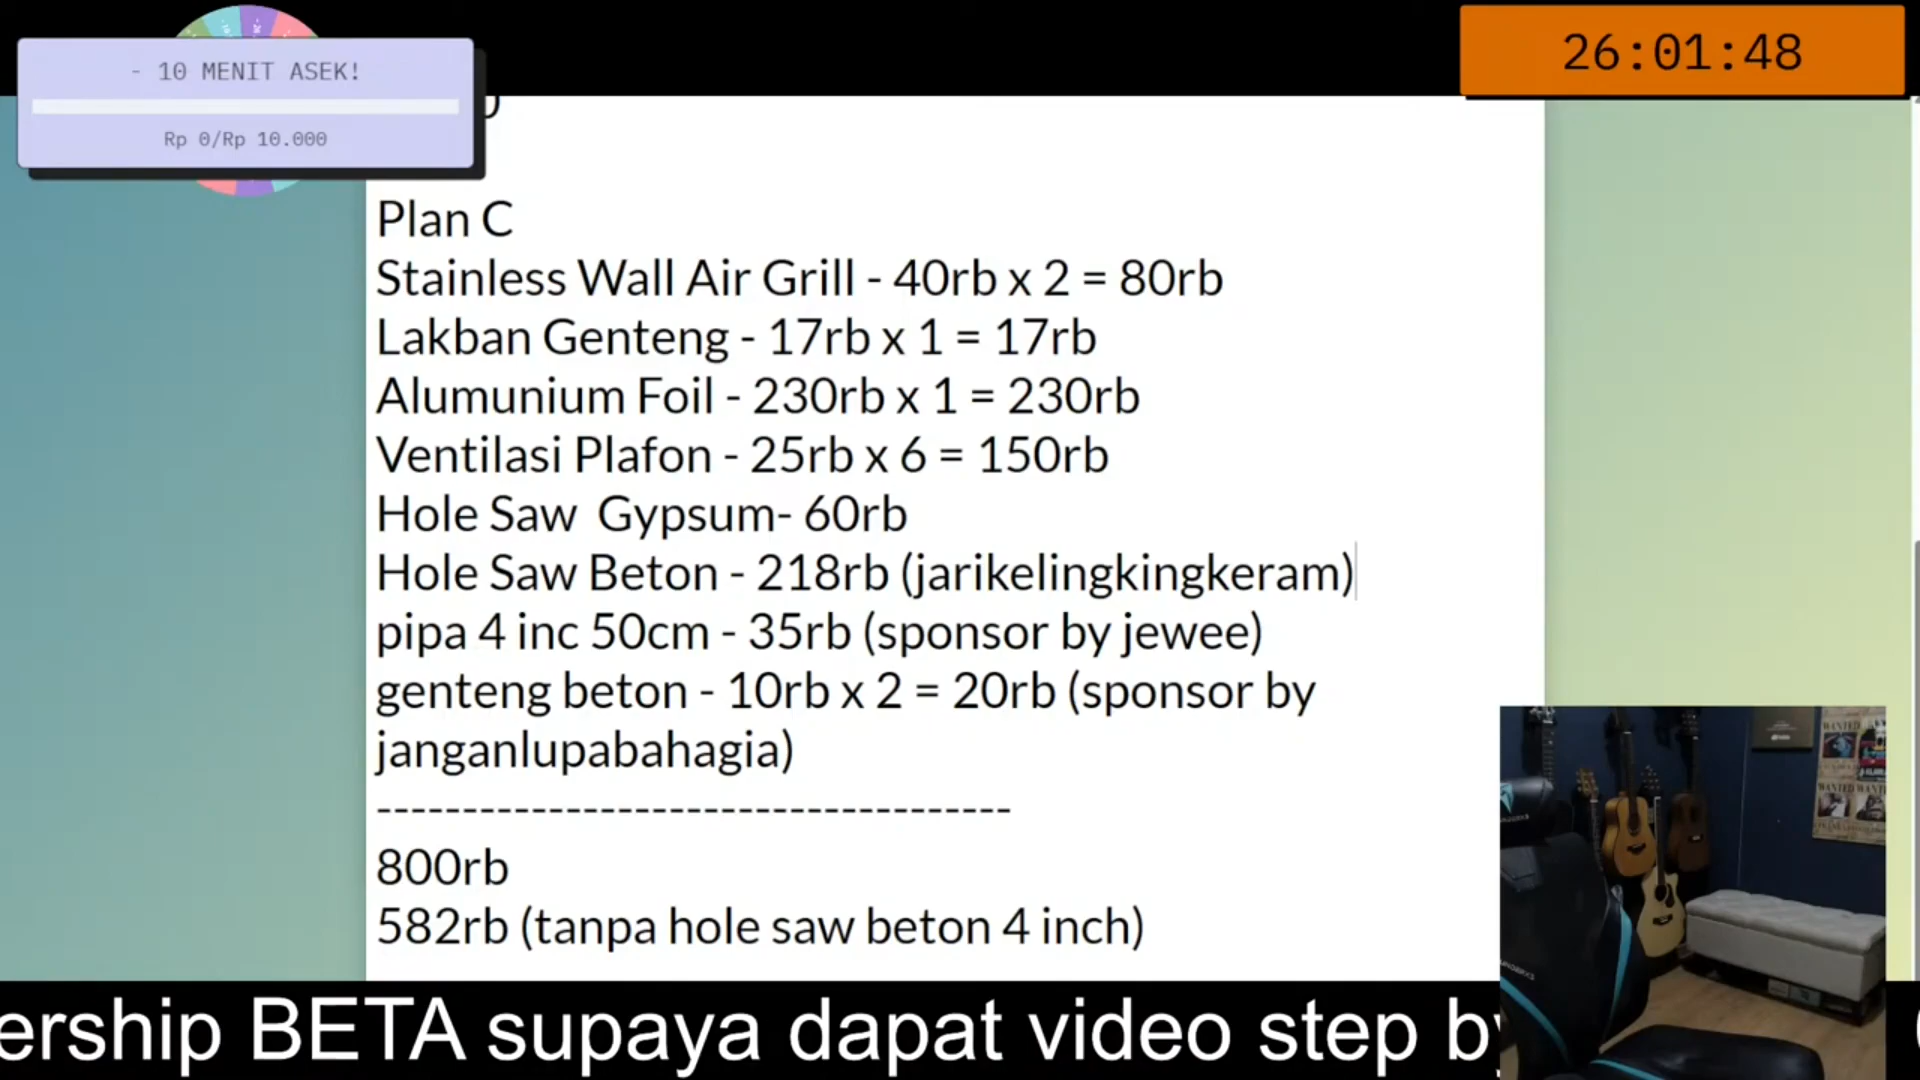 - 10 MENIT ASEK!
Rp 0/Rp 10.000
26:01:48
Plan C
Stainless Wall Air Grill - 40rb x 2 = 80rb
Lakban Genteng - 17rb x 1 = 17rb
Alumunium Foil - 230rb x 1 = 230rb
Ventilasi Plafon - 25rb x 6 = 150rb
Hole Saw  Gypsum- 60rb
Hole Saw Beton - 218rb (jarikelingkingkeram)
pipa 4 inc 50cm - 35rb (sponsor by jewee)
genteng beton - 10rb x 2 = 20rb (sponsor by
janganlupabahagia)
-------------------------------------
800rb
582rb (tanpa hole saw beton 4 inch)
WANTED
WANTED
ership BETA supaya dapat video step by